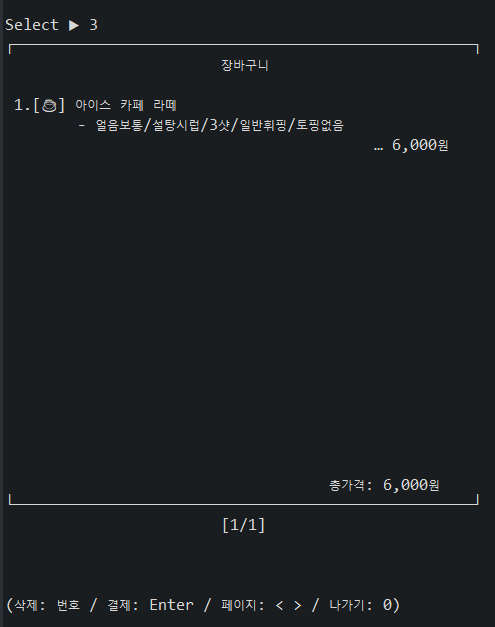 Select ▶ 3
장바구니
1.[☕] 아이스 카페 라떼
- 얼음보통/설탕시럽/3샷/일반휘핑/토핑없음
… 6,000원
총가격: 6,000원
[1/1]
(삭제: 번호 / 결제: Enter / 페이지: < > / 나가기: 0)